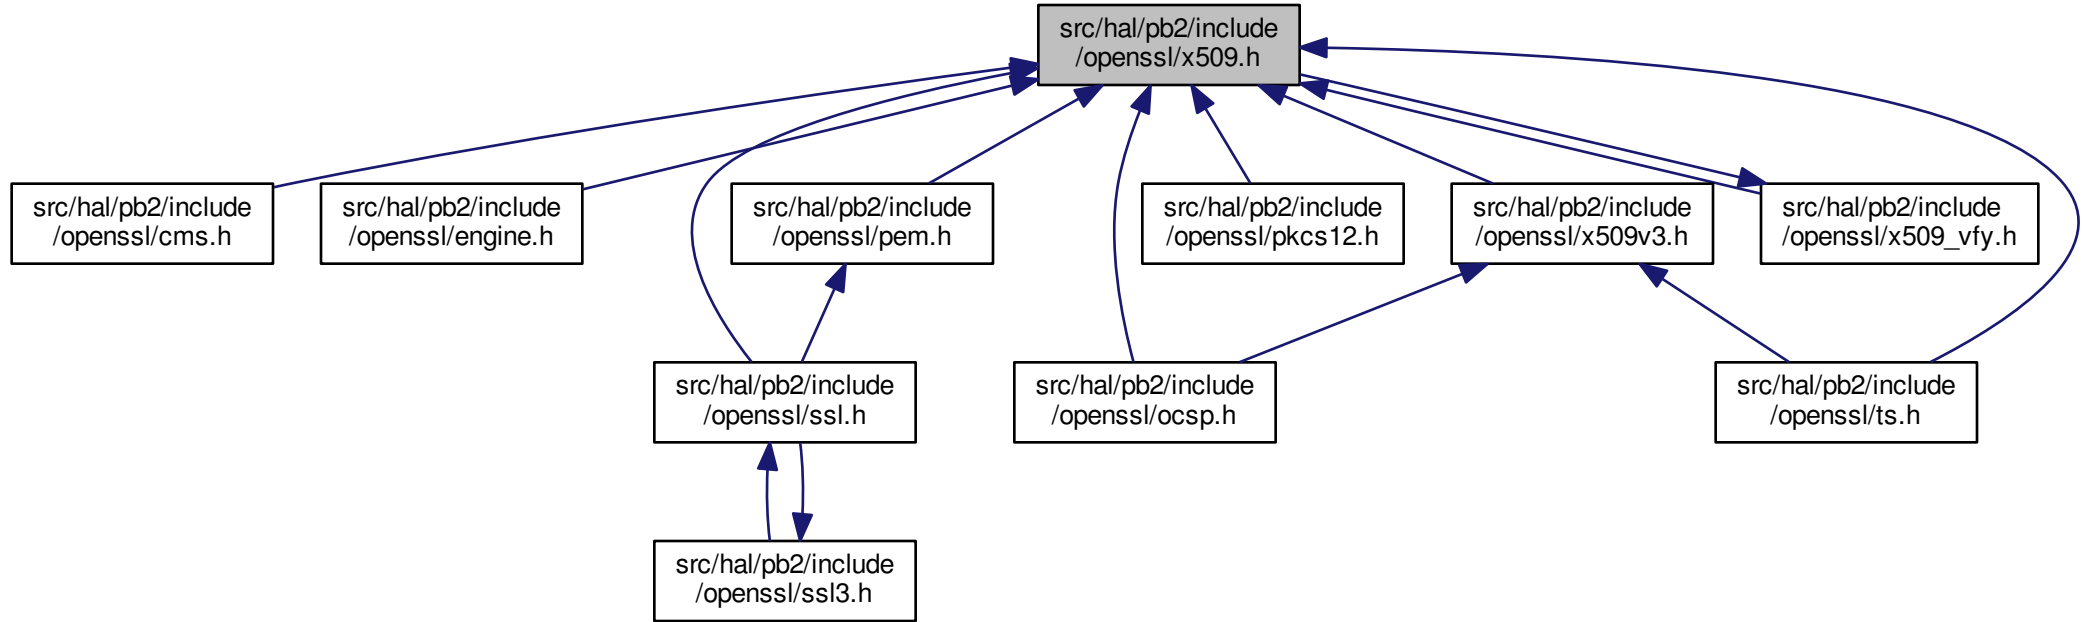 src/hal/pb2/include
/openssl/x509.h
src/hal/pb2/include
/openssl/cms.h
src/hal/pb2/include
/openssl/engine.h
src/hal/pb2/include
/openssl/pem.h
src/hal/pb2/include
/openssl/pkcs12.h
src/hal/pb2/include
/openssl/x509v3.h
src/hal/pb2/include
/openssl/x509_vfy.h
src/hal/pb2/include
/openssl/ssl.h
src/hal/pb2/include
/openssl/ocsp.h
src/hal/pb2/include
/openssl/ts.h
src/hal/pb2/include
/openssl/ssl3.h